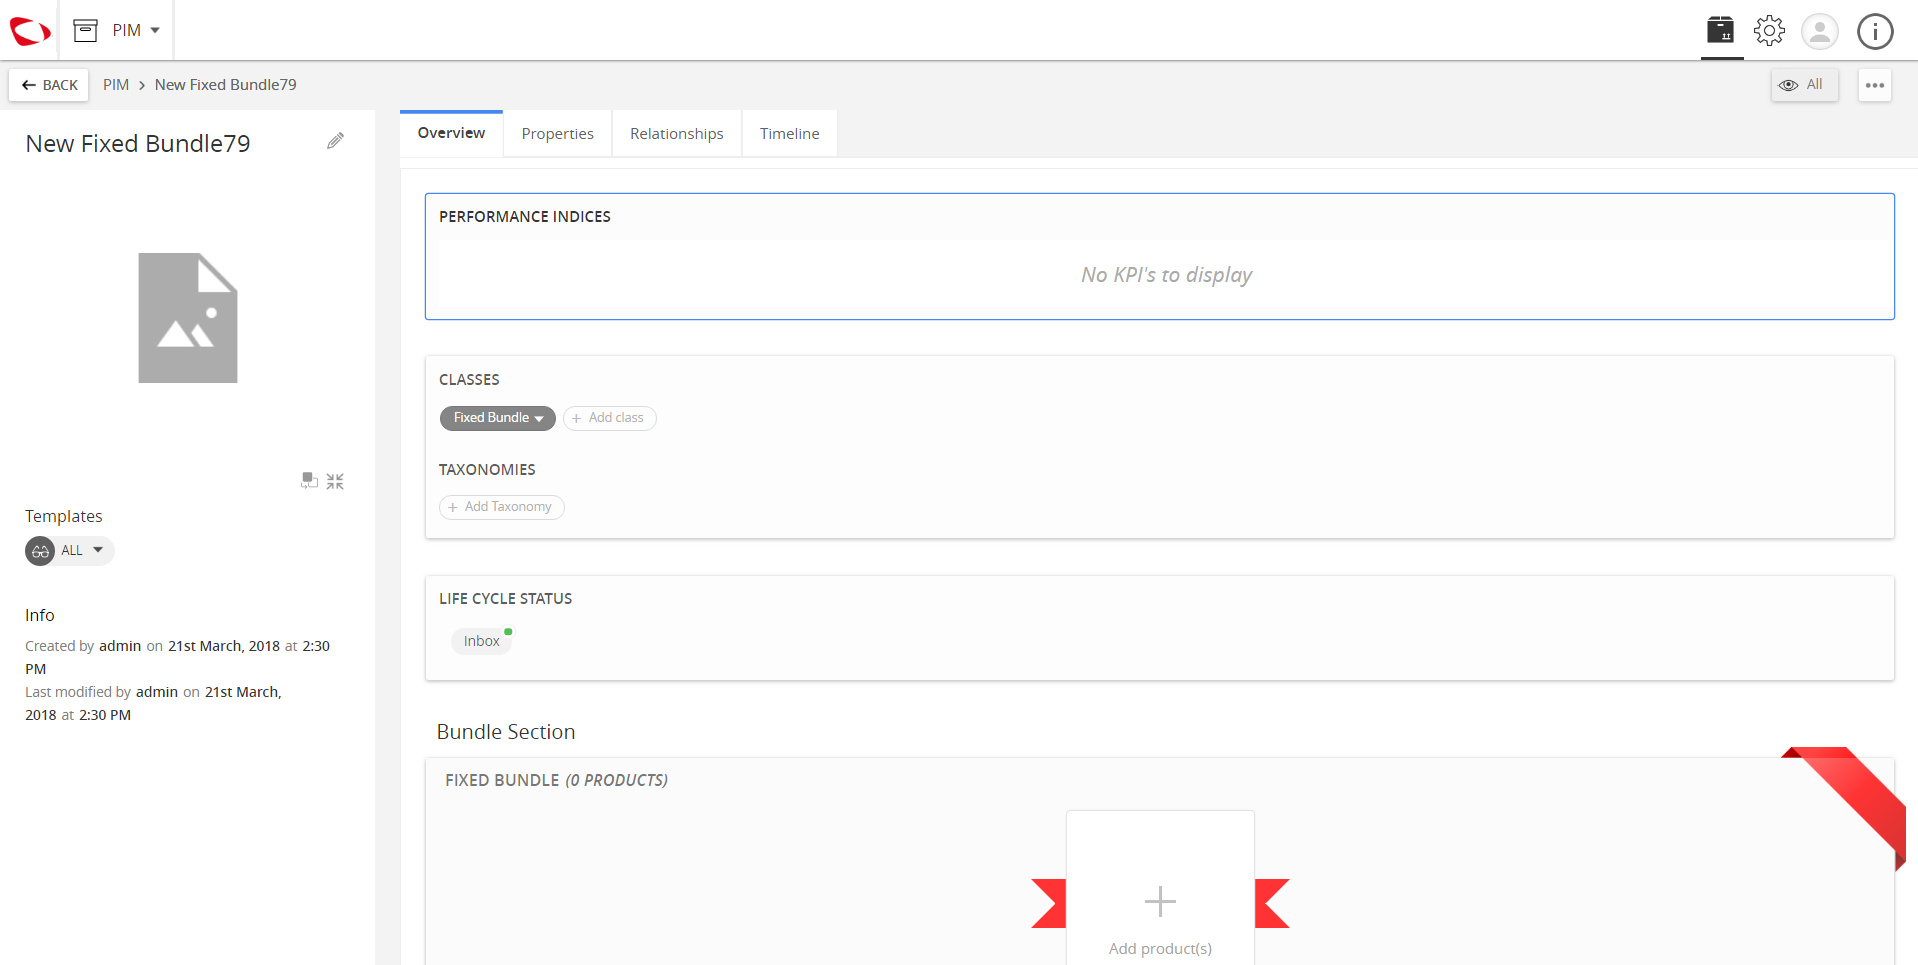 PIM
BACK
PIM > New Fixed Bundle79
All
New Fixed Bundle79
Templates
ALL
Info
Created by admin on 21st March, 2018 at 2:30
PM
Last modified by admin on 21st March,
2018 at 2:30 PM
Overview
Properties
Relationships
Timeline
PERFORMANCE INDICES
No KPI's to display
CLASSES
Fixed Bundle
+ Add class
TAXONOMIES
+ Add Taxonomy
LIFE CYCLE STATUS
Inbox
Bundle Section
FIXED BUNDLE (0 PRODUCTS)
Add product(s)